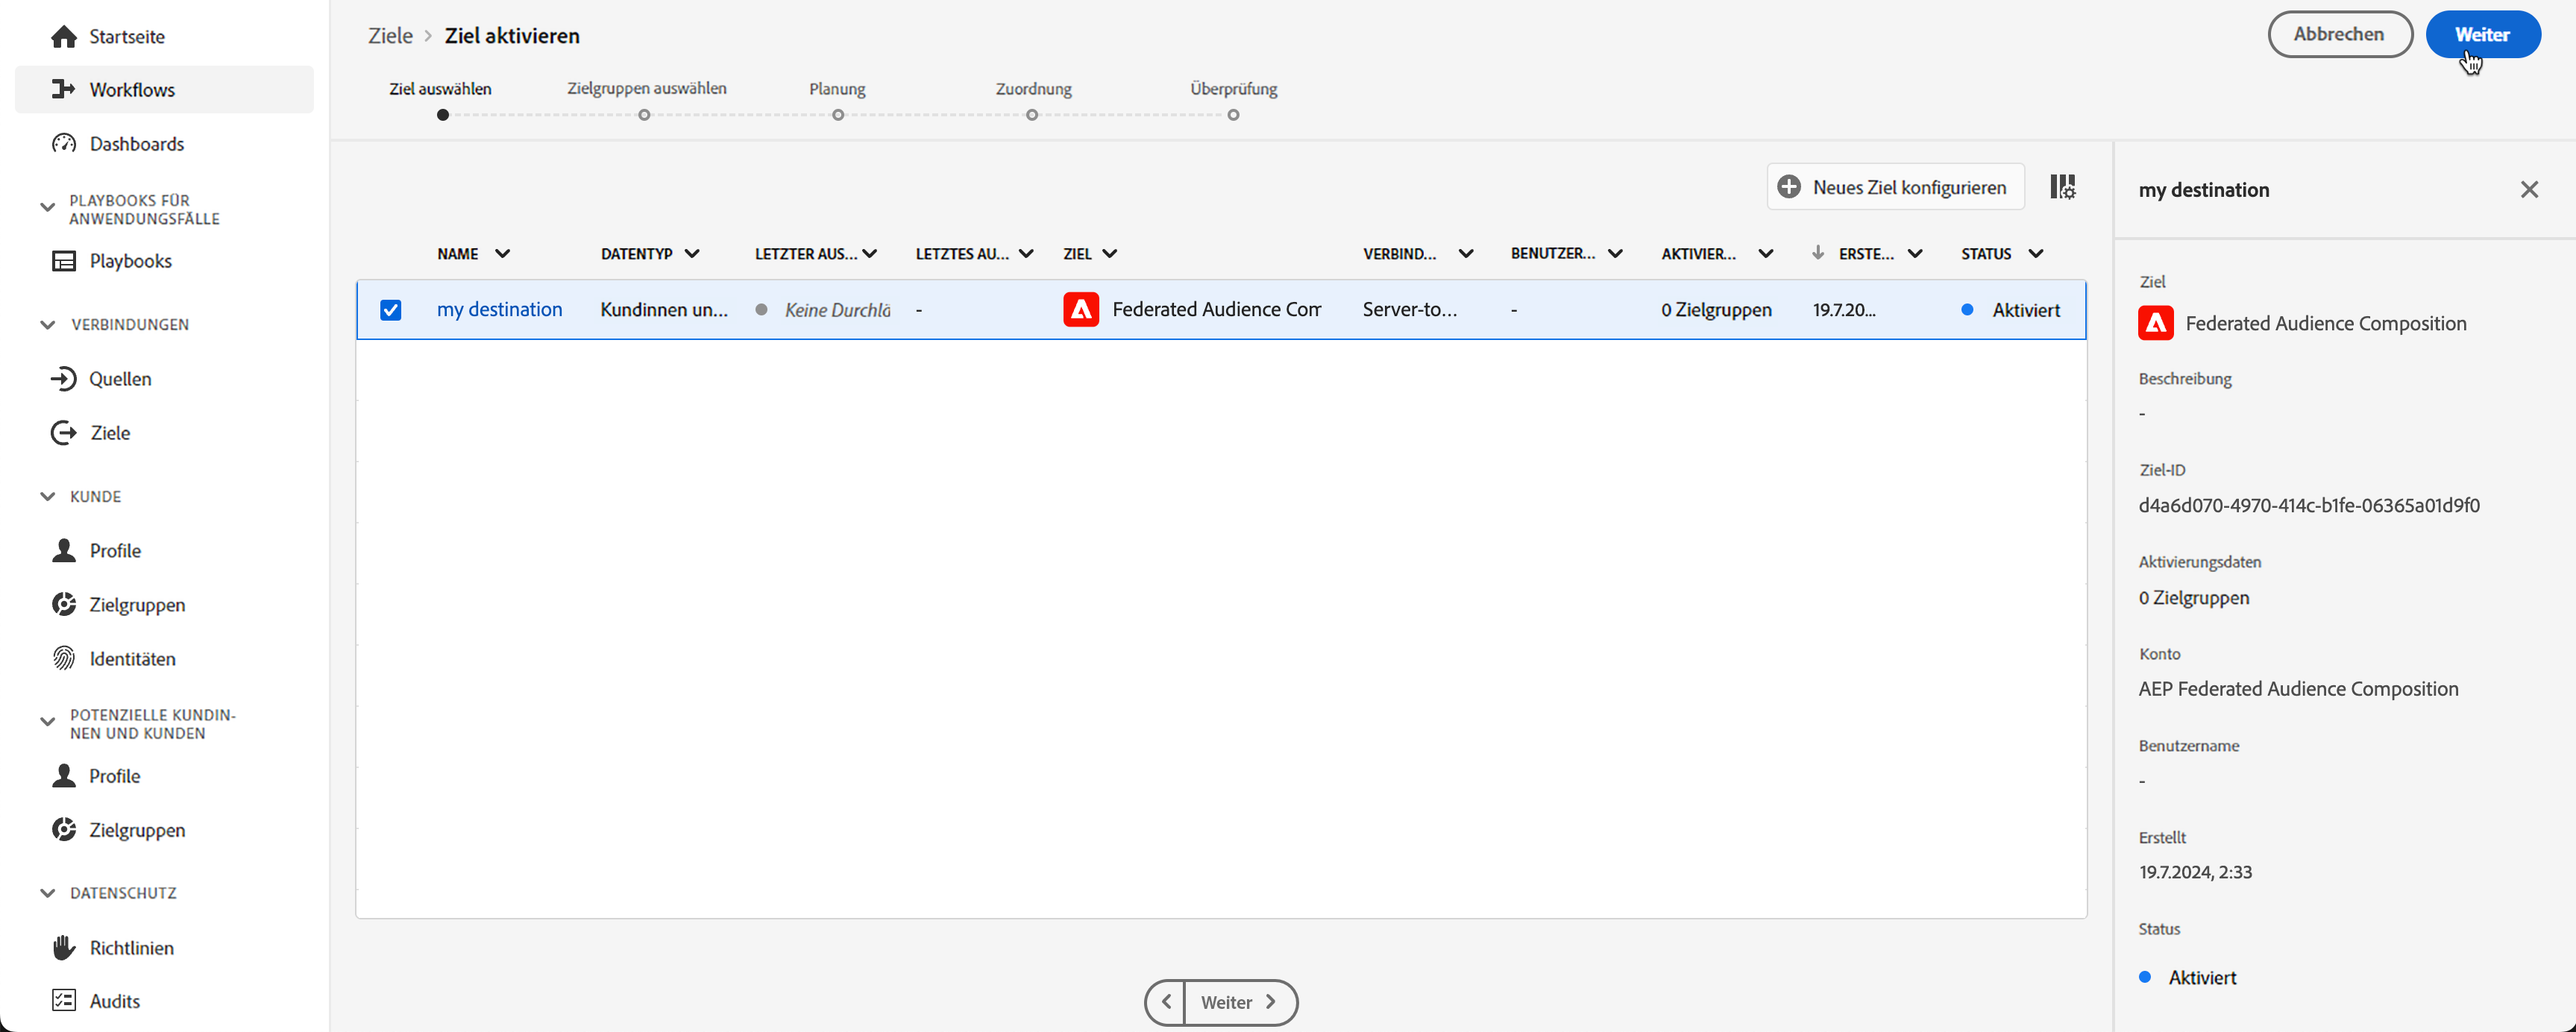 Startseite
Workflows
Dashboards
PLAYBOOKS FÜR
ANWENDUNGSFÄLLE
Playbooks
VERBINDUNGEN
Quellen
Ziele
KUNDE
Profile
Zielgruppen
Identitäten
POTENZIELLE KUNDIN-
NEN UND KUNDEN
Profile
Zielgruppen
DATENSCHUTZ
Richtlinien
Audits
Ziele > Ziel aktivieren
Abbrechen
Weiter
Ziel auswählen
Zielgruppen auswählen
Planung
Zuordnung
Überprüfung
Neues Ziel konfigurieren
NAME DATENTYP LETZTER AUS... LETZTES AU... ZIEL VERBIND... BENUTZER... AKTIVIER... ERSTE... STATUS
my destination Kundinnen un... Keine Durchlä - Federated Audience Com Server-to... - 0 Zielgruppen 19.7.20... Aktiviert
Weiter
my destination
Ziel
Federated Audience Composition
Beschreibung
-
Ziel-ID
d4a6d070-4970-414c-b1fe-06365a01d9f0
Aktivierungsdaten
0 Zielgruppen
Konto
AEP Federated Audience Composition
Benutzername
-
Erstellt
19.7.2024, 2:33
Status
Aktiviert